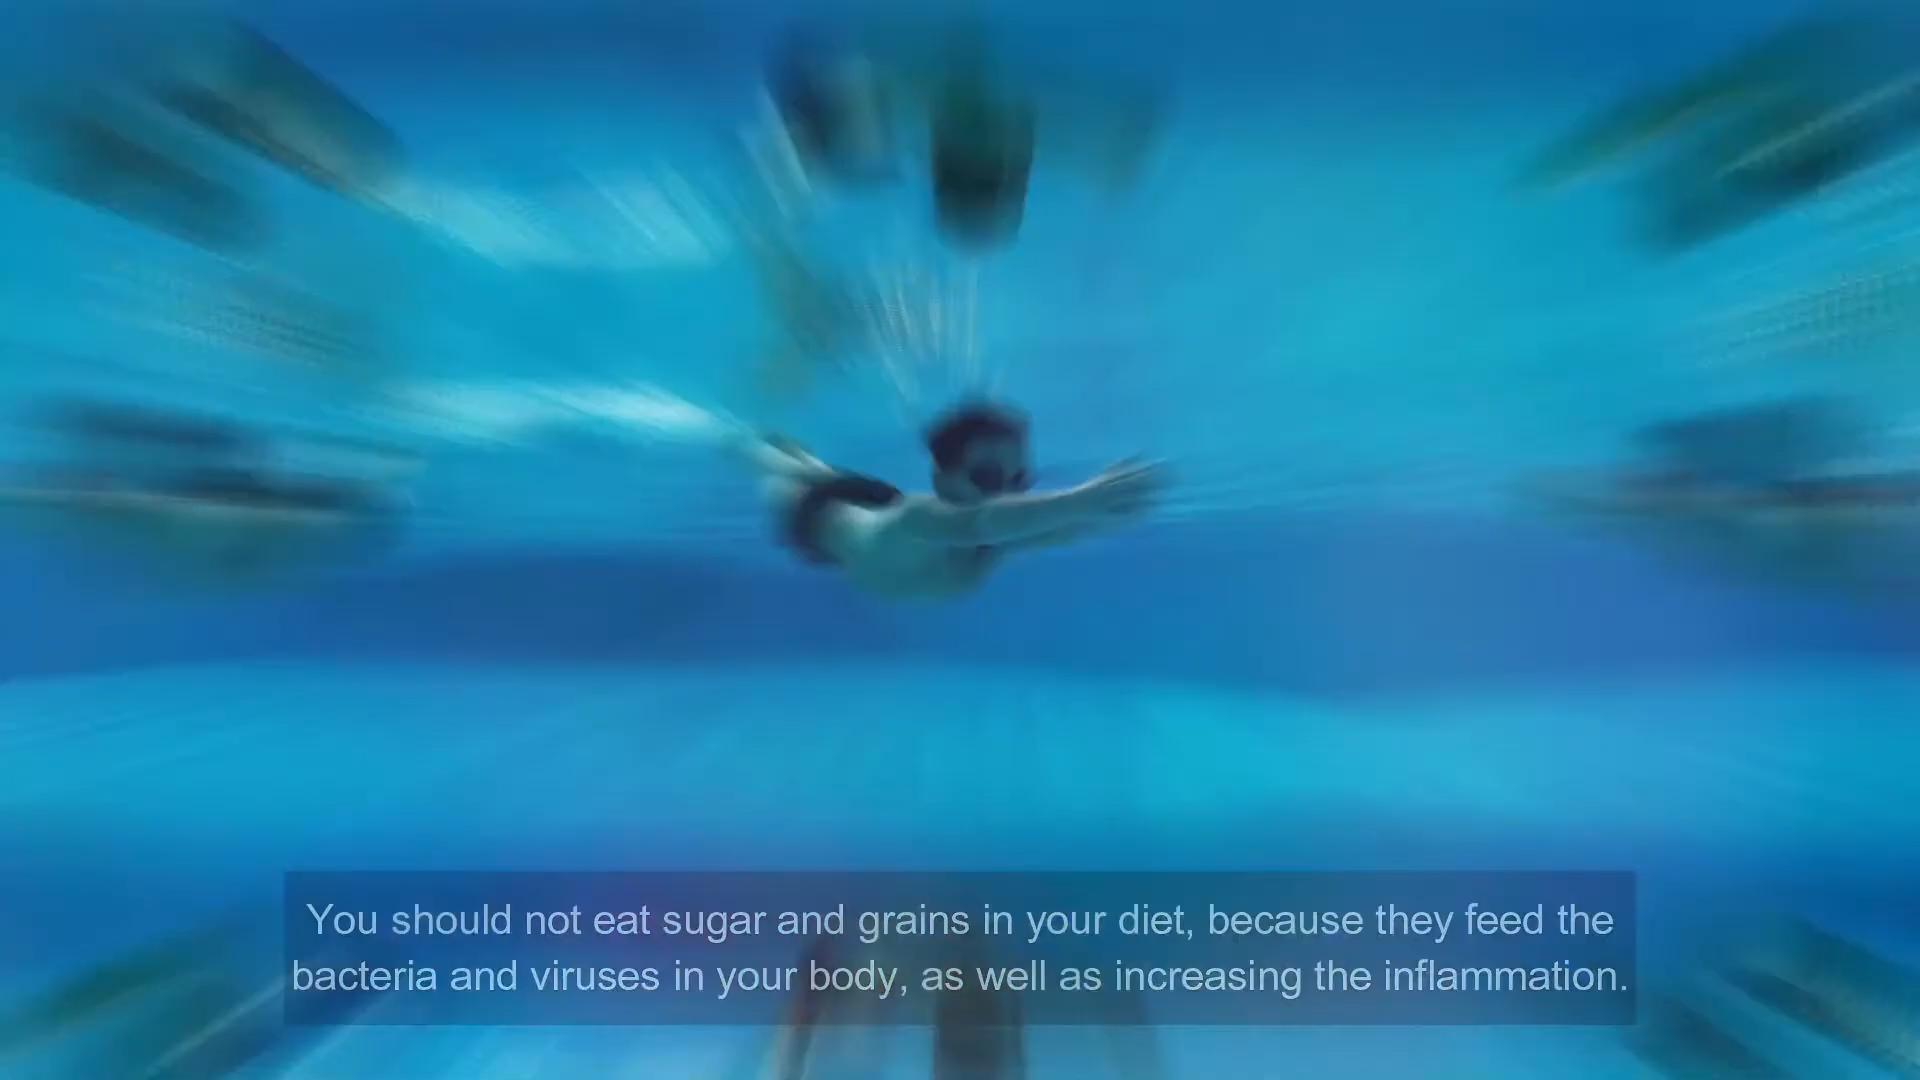 You should not eat sugar and grains in your diet, because they feed the
bacteria and viruses in your body, as well as increasing the inflammation.